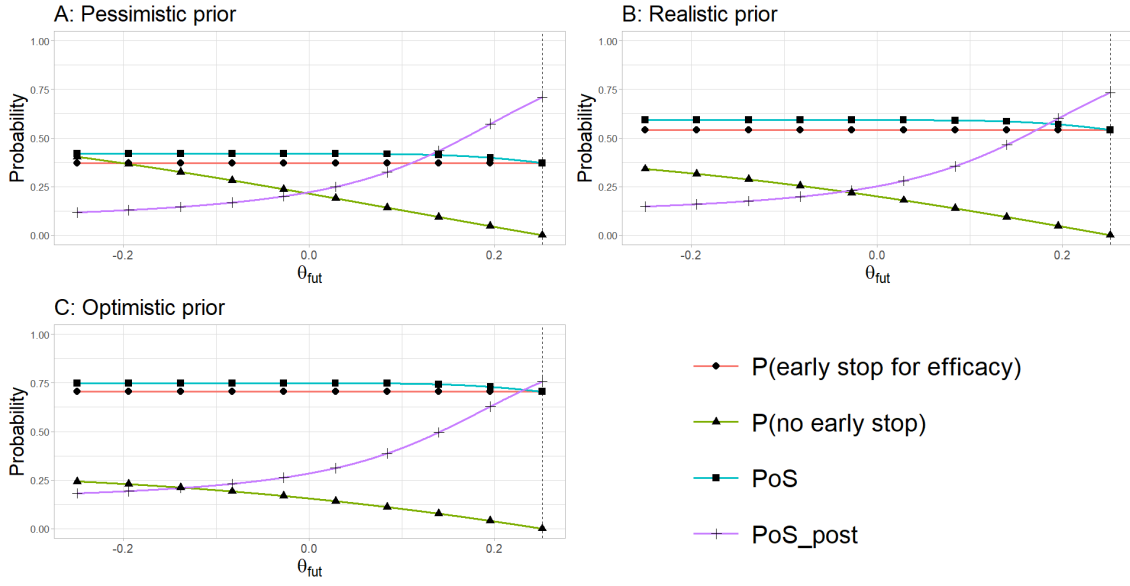 A: Pessimistic prior
1.00
0.75
0.50
0.25
0.00
Probability
-0.2 0.0 0.2
θfut
B: Realistic prior
1.00
0.75
0.50
0.25
0.00
Probability
-0.2 0.0 0.2
θfut
C: Optimistic prior
1.00
0.75
0.50
0.25
0.00
Probability
-0.2 0.0 0.2
θfut
P(early stop for efficacy)
P(no early stop)
PoS
PoS_post